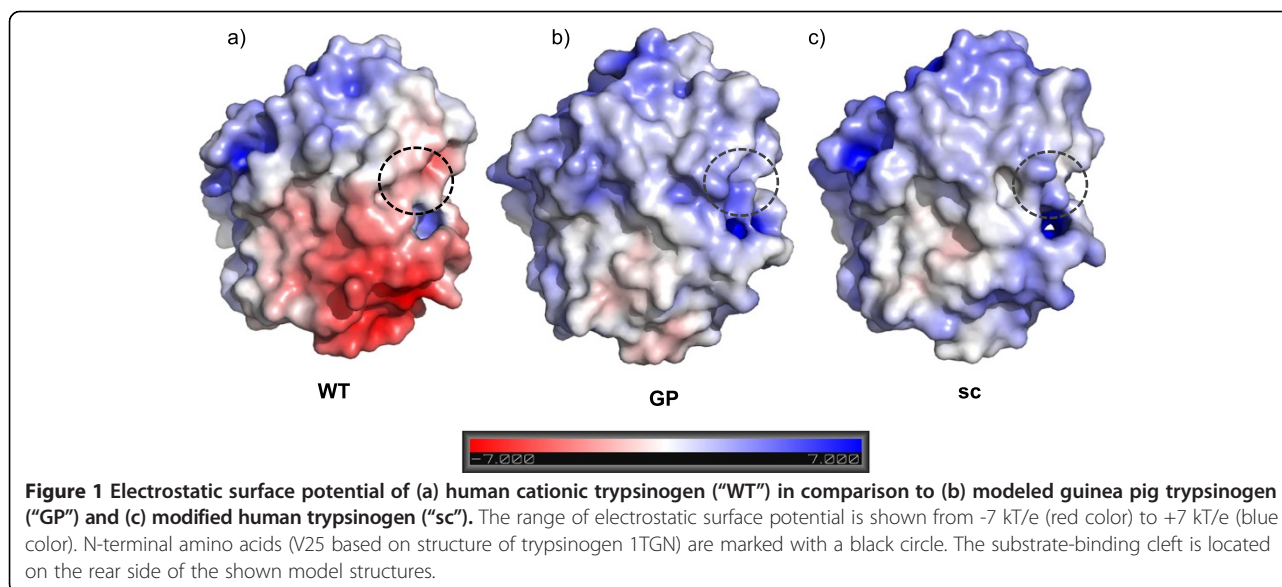 a) b) c)
WT GP sc
-7.000 7.000
Figure 1 Electrostatic surface potential of (a) human cationic trypsinogen (“WT”) in comparison to (b) modeled guinea pig trypsinogen
(“GP”) and (c) modified human trypsinogen (“sc”). The range of electrostatic surface potential is shown from -7 kT/e (red color) to +7 kT/e (blue
color). N-terminal amino acids (V25 based on structure of trypsinogen 1TGN) are marked with a black circle. The substrate-binding cleft is located
on the rear side of the shown model structures.